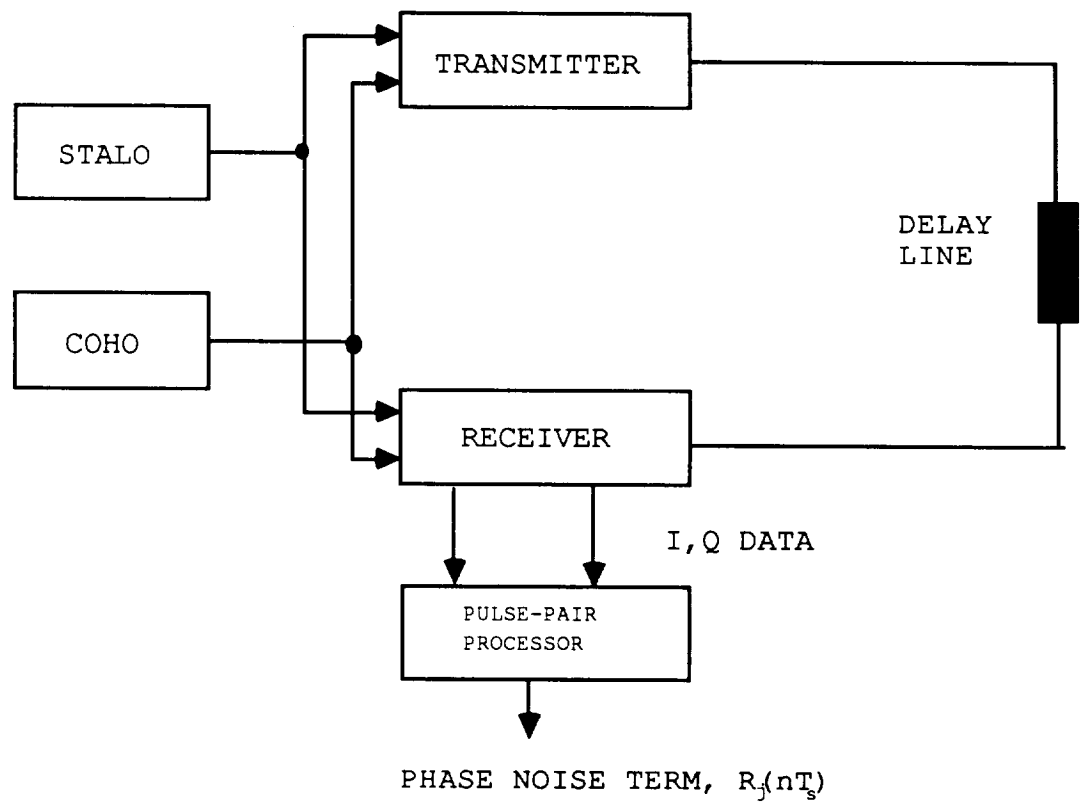 TRANSMITTER
STALO
DELAY
LINE
COHO
RECEIVER
I,Q DATA
PULSE-PAIR
PROCESSOR
PHASE NOISE TERM, Rj(nTs)